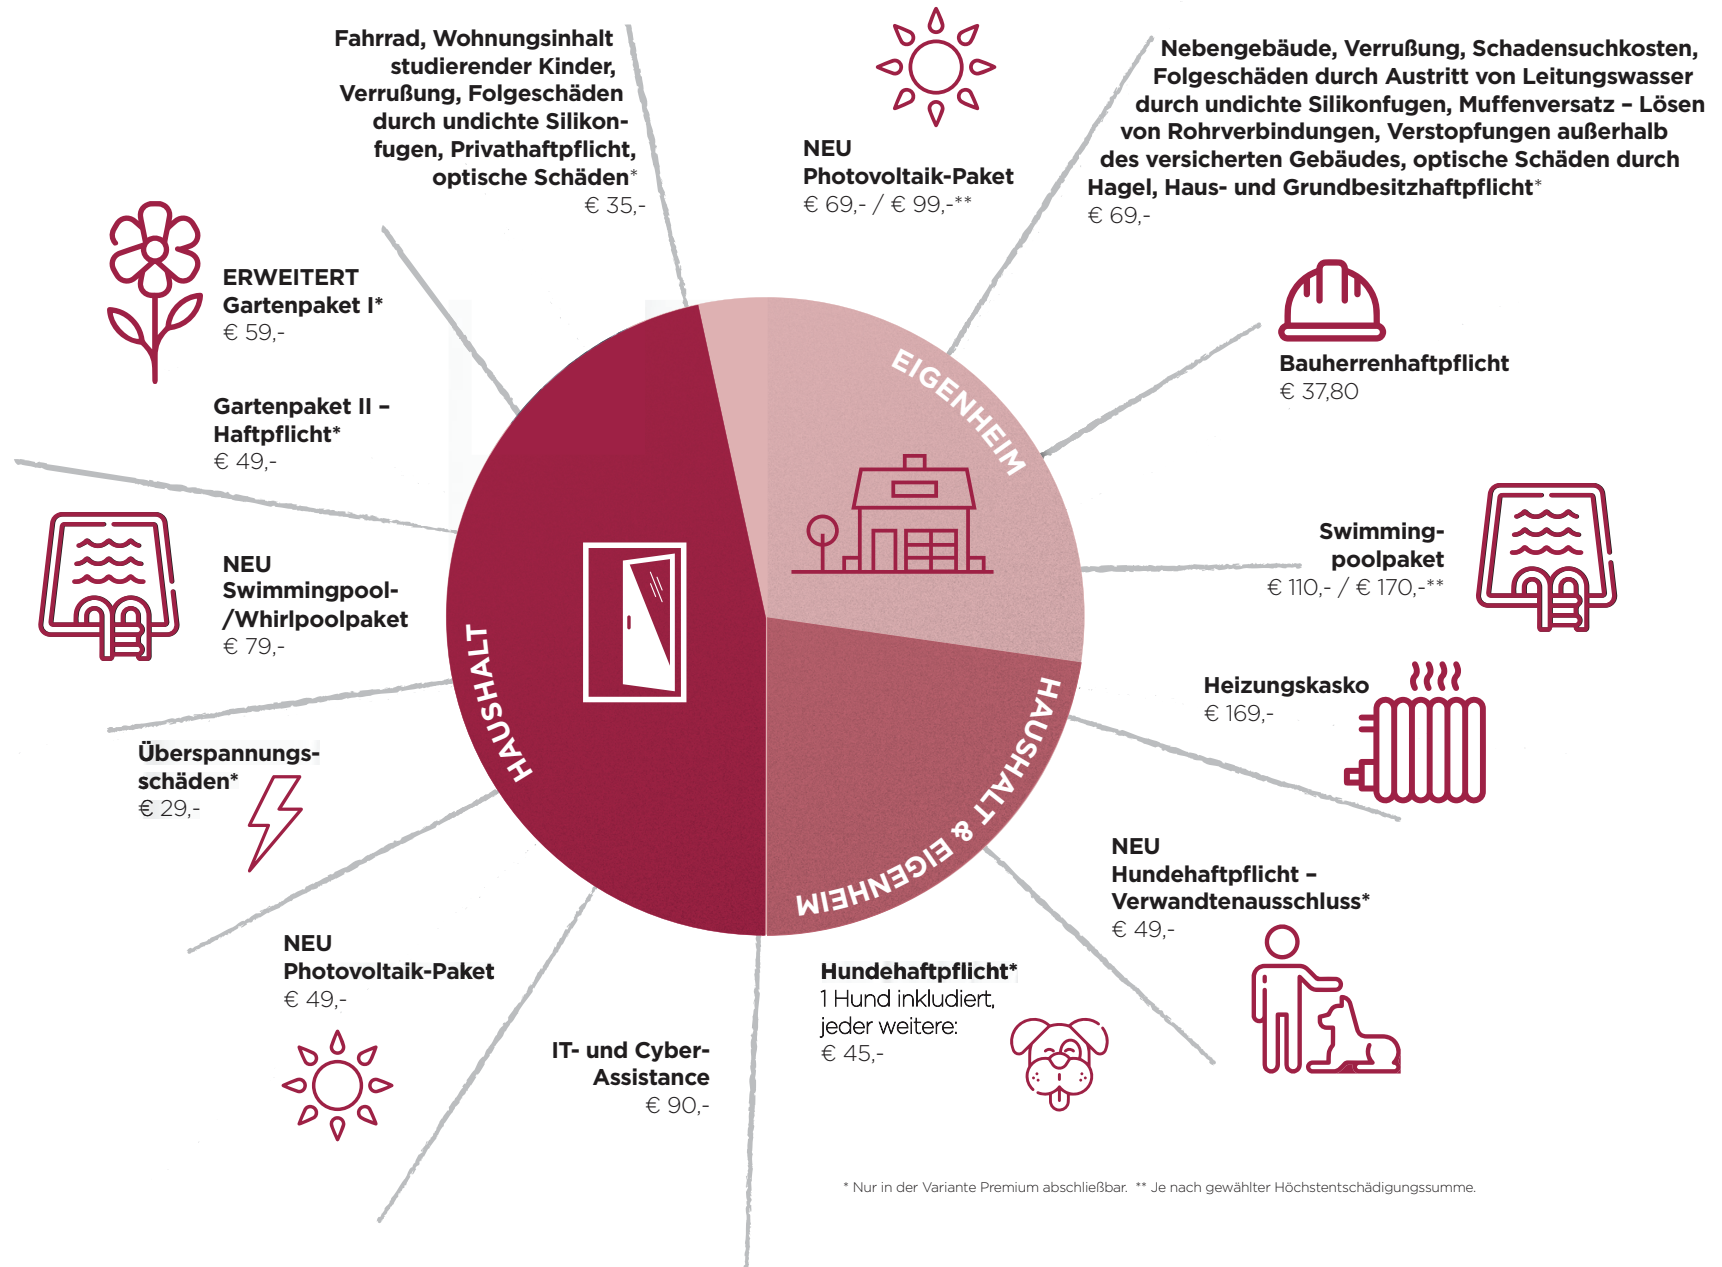 Fahrrad, Wohnungsinhalt
studierender Kinder,
Verrußung, Folgeschäden
durch undichte Silikon-
fugen, Privathaftpflicht,
optische Schäden*
€ 35,-
NEU
Photovoltaik-Paket
€ 69,- / € 99,-**
Nebengebäude, Verrußung, Schadensuchkosten,
Folgeschäden durch Austritt von Leitungswasser
durch undichte Silikonfugen, Muffenversatz – Lösen
von Rohrverbindungen, Verstopfungen außerhalb
des versicherten Gebäudes, optische Schäden durch
Hagel, Haus- und Grundbesitzhaftpflicht*
€ 69,-
ERWEITERT
Gartenpaket I*
€ 59,-
Bauherrenhaftpflicht
€ 37,80
Gartenpaket II –
Haftpflicht*
€ 49,-
EIGENHEIM
Swimming-
poolpaket
€ 110,- / € 170,-**
NEU
Swimmingpool-
/Whirlpoolpaket
€ 79,-
HAUSHALT
HAUSHALT & EIGENHEIM
Heizungskasko
€ 169,-
Überspannungs-
schäden*
€ 29,-
NEU
Hundehaftpflicht –
Verwandtenausschluss*
€ 49,-
NEU
Photovoltaik-Paket
€ 49,-
Hundehaftpflicht*
1 Hund inkludiert,
jeder weitere:
€ 45,-
IT- und Cyber-
Assistance
€ 90,-
* Nur in der Variante Premium abschließbar. ** Je nach gewählter Höchstentschädigungssumme.